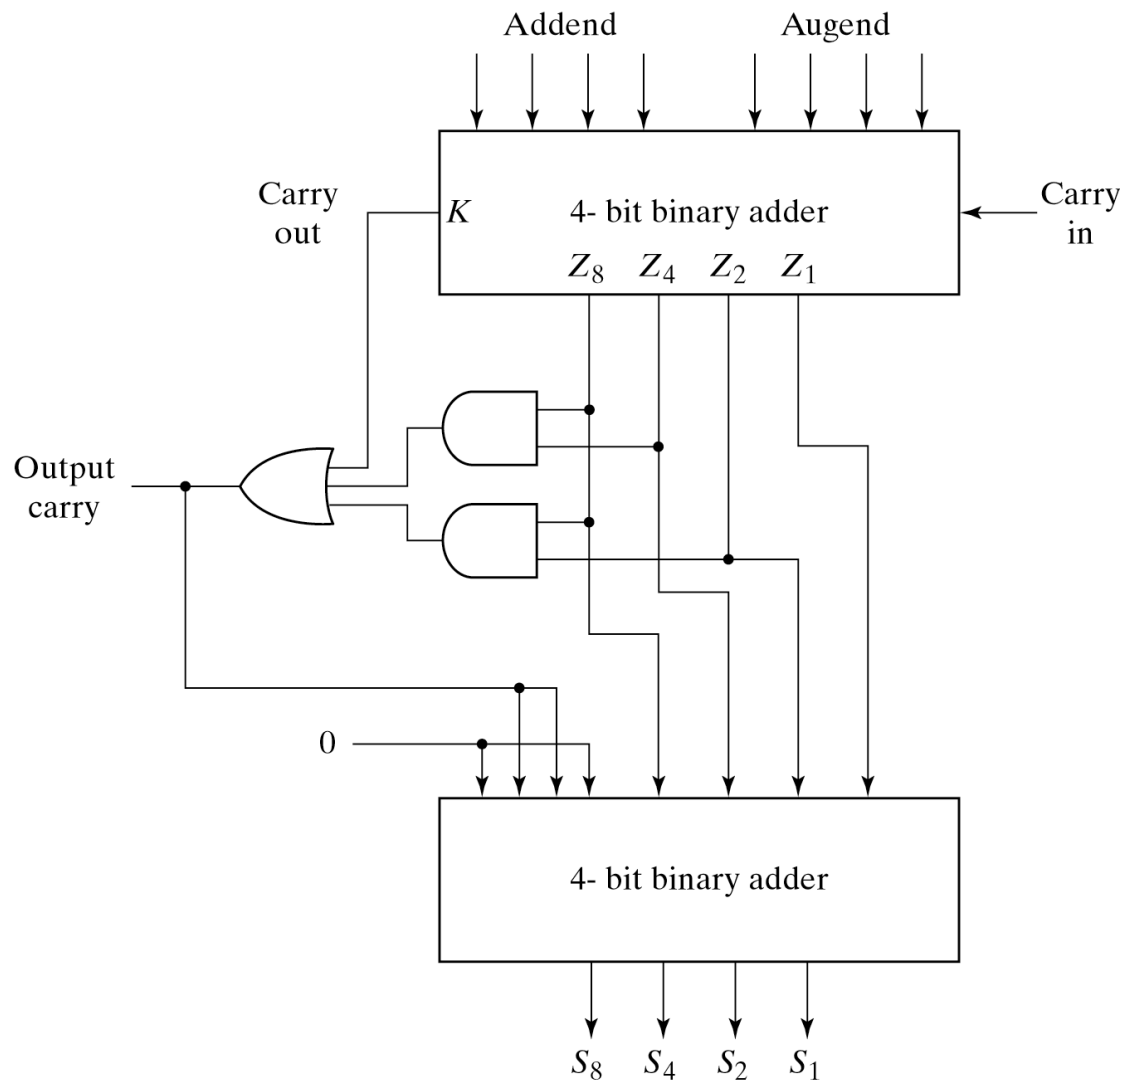 Addend
Augend
Carry
out
K
4- bit binary adder
Carry
in
Z8 Z4 Z2 Z1
Output
carry
0
4- bit binary adder
S8 S4 S2 S1